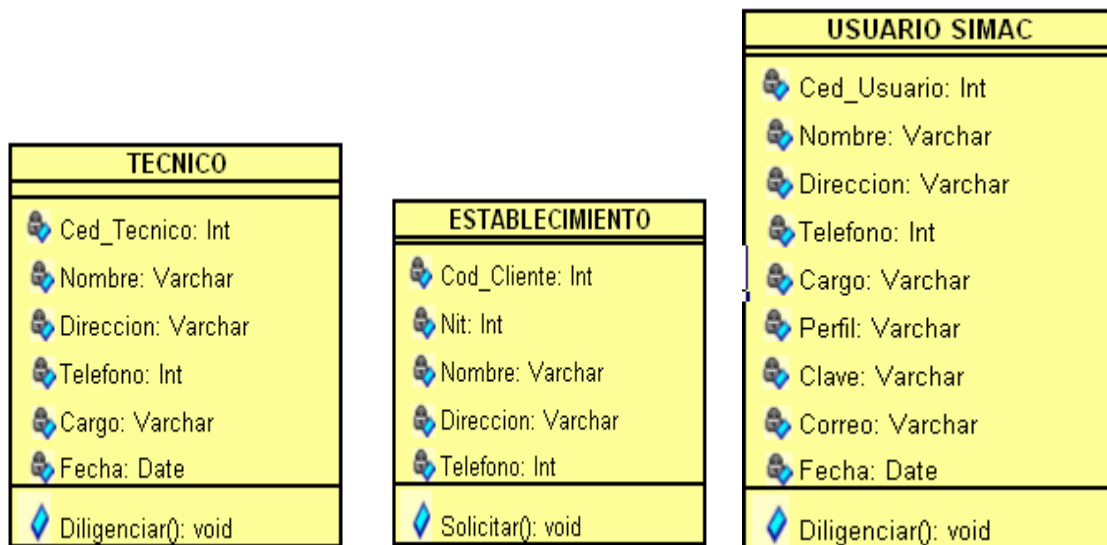 TECNICO
Ced_Tecnico: Int
Nombre: Varchar
Direccion: Varchar
Telefono: Int
Cargo: Varchar
Fecha: Date
Diligenciar(): void
ESTABLECIMIENTO
Cod_Cliente: Int
Nit: Int
Nombre: Varchar
Direccion: Varchar
Telefono: Int
Solicitar(): void
USUARIO SIMAC
Ced_Usuario: Int
Nombre: Varchar
Direccion: Varchar
Telefono: Int
Cargo: Varchar
Perfil: Varchar
Clave: Varchar
Correo: Varchar
Fecha: Date
Diligenciar(): void